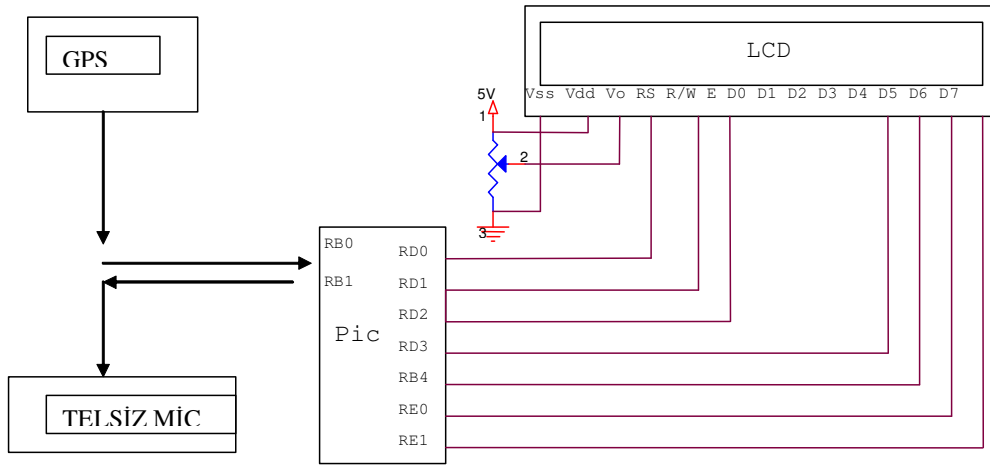 GPS
LCD
Vss Vdd Vo RS R/W E D0 D1 D2 D3 D4 D5 D6 D7
5V
1
2
3
RB0
RB1
Pic
RD0
RD1
RD2
RD3
RB4
RE0
RE1
TELSİZ MİC